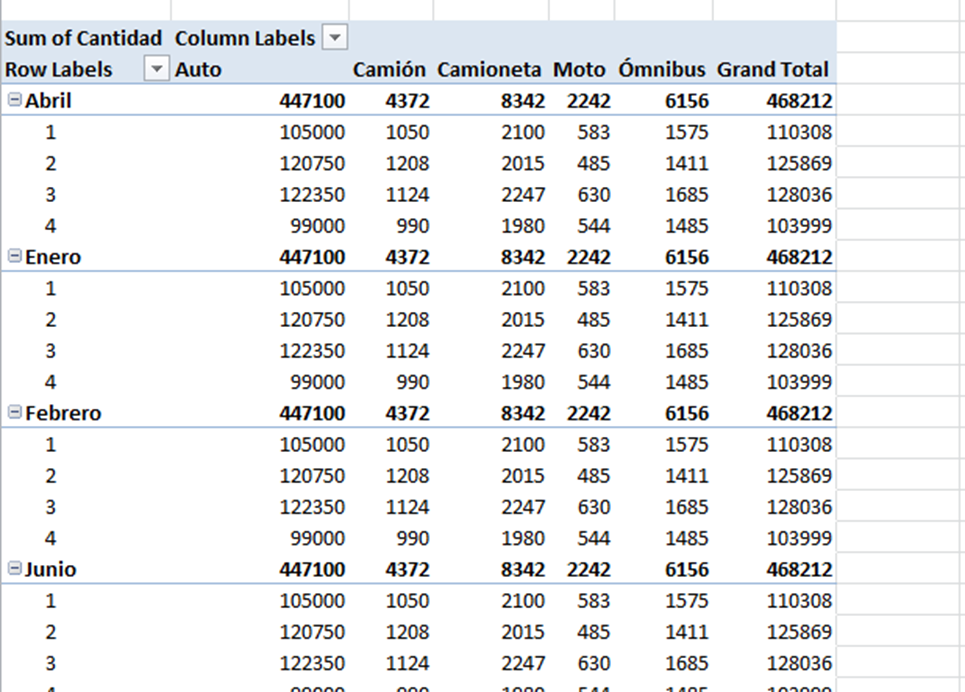 Sum of Cantidad Column Labels
Row Labels Auto Camión Camioneta Moto Ómnibus Grand Total
Abril 447100 4372 8342 2242 6156 468212
1 105000 1050 2100 583 1575 110308
2 120750 1208 2015 485 1411 125869
3 122350 1124 2247 630 1685 128036
4 99000 990 1980 544 1485 103999
Enero 447100 4372 8342 2242 6156 468212
1 105000 1050 2100 583 1575 110308
2 120750 1208 2015 485 1411 125869
3 122350 1124 2247 630 1685 128036
4 99000 990 1980 544 1485 103999
Febrero 447100 4372 8342 2242 6156 468212
1 105000 1050 2100 583 1575 110308
2 120750 1208 2015 485 1411 125869
3 122350 1124 2247 630 1685 128036
4 99000 990 1980 544 1485 103999
Junio 447100 4372 8342 2242 6156 468212
1 105000 1050 2100 583 1575 110308
2 120750 1208 2015 485 1411 125869
3 122350 1124 2247 630 1685 128036